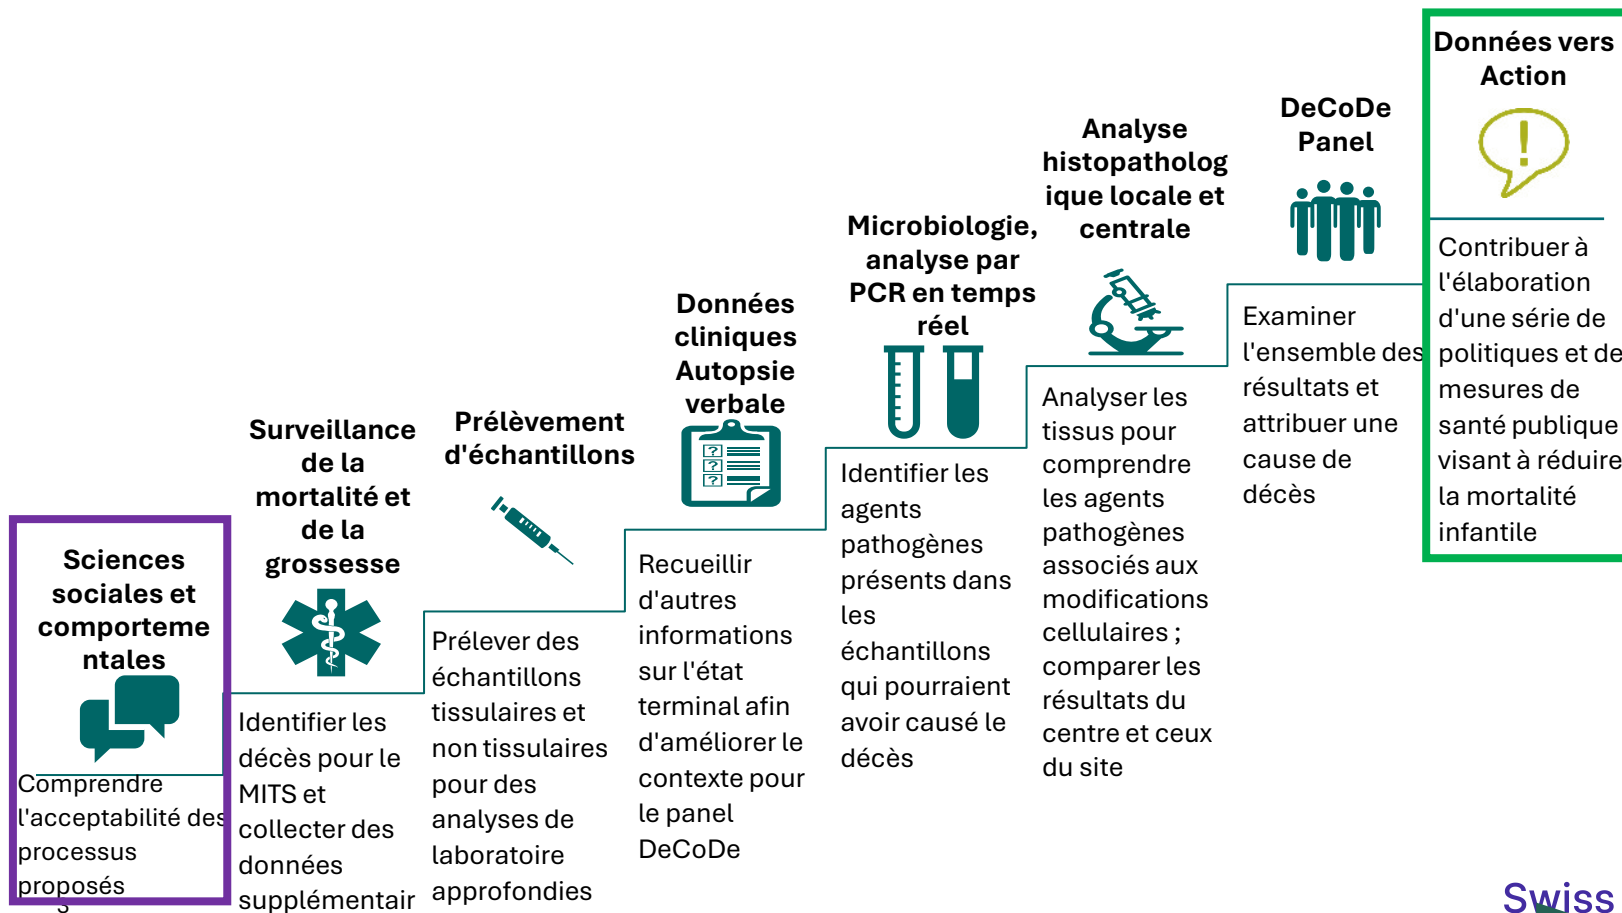 Sciences
sociales et
comporteme
ntales
Comprendre
l'acceptabilité des
processus
proposés
3
Surveillance
de la
mortalité et
de la
grossesse
Identifier les
décès pour le
MITS et
collecter des
données
supplémentair
Prélèvement
d'échantillons
Prélever des
échantillons
tissulaires et
non tissulaires
pour des
analyses de
laboratoire
approfondies
Données
cliniques
Autopsie
verbale
?
?
?
Recueillir
d'autres
informations
sur l'état
terminal afin
d'améliorer le
contexte pour
le panel
DeCoDe
Microbiologie,
analyse par
PCR en temps
réel
Identifier les
agents
pathogènes
présents dans
les
échantillons
qui pourraient
avoir causé le
décès
Analyse
histopatholog
ique locale et
centrale
Analyser les
tissus pour
comprendre
les agents
pathogènes
associés aux
modifications
cellulaires ;
comparer les
résultats du
centre et ceux
du site
DeCoDe
Panel
Examiner
l'ensemble des
résultats et
attribuer une
cause de
décès
Données vers
Action
!
Contribuer à
l'élaboration
d'une série de
politiques et de
mesures de
santé publique
visant à réduire
la mortalité
infantile
Swiss